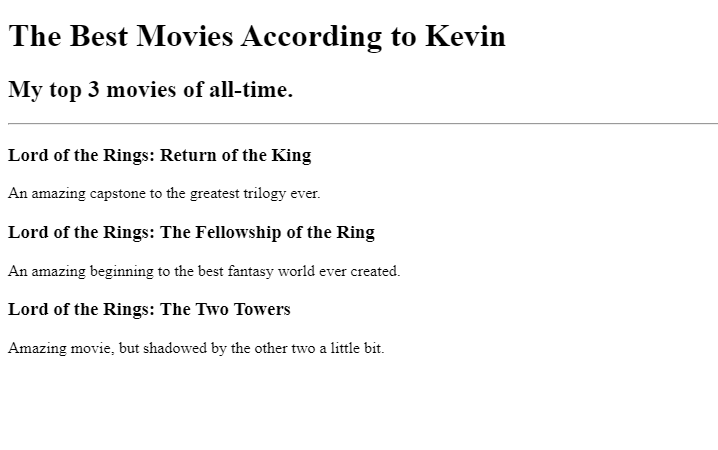 The Best Movies According to Kevin
My top 3 movies of all-time.
Lord of the Rings: Return of the King
An amazing capstone to the greatest trilogy ever.
Lord of the Rings: The Fellowship of the Ring
An amazing beginning to the best fantasy world ever created.
Lord of the Rings: The Two Towers
Amazing movie, but shadowed by the other two a little bit.